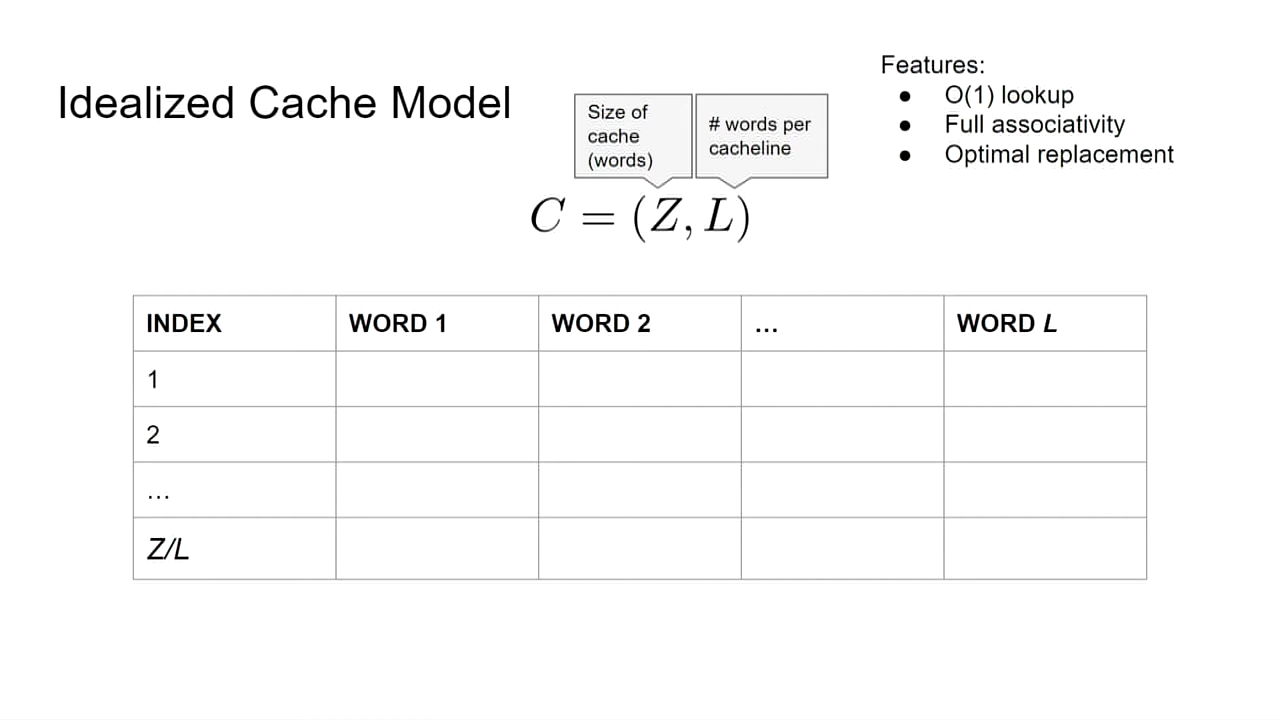 Idealized Cache Model
Size of
cache
(words)
# words per
cacheline
Features:
● O(1) lookup
● Full associativity
● Optimal replacement
C = (Z, L)
INDEX WORD 1 WORD 2 … WORD L
1
2
…
Z/L